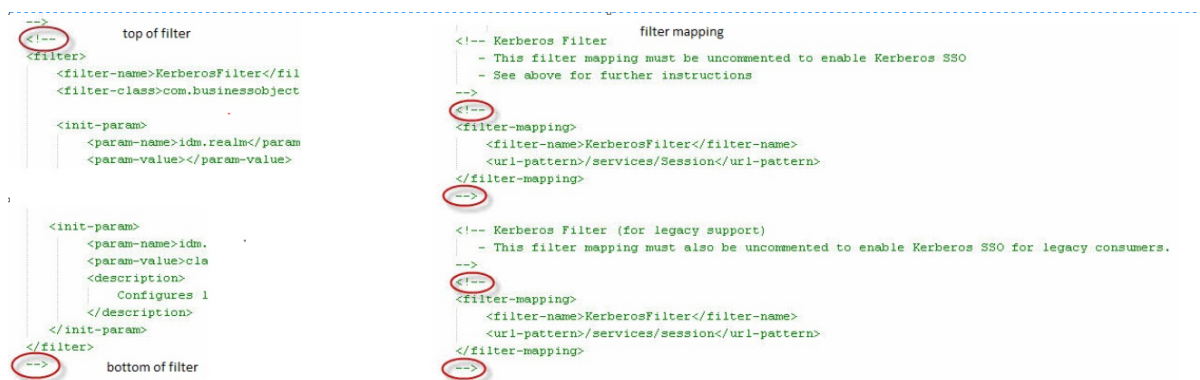 -->
<!--
top of filter
<filter>
<filter-name>KerberosFilter</fil
<filter-class>com.businessobject
<init-param>
<param-name>idm.realm</param
<param-value></param-value>
<init-param>
<param-name>idm.
<param-value>cla
<description>
Configures l
</description>
</init-param>
</filter>
-->
bottom of filter
filter mapping
<!-- Kerberos Filter
- This filter mapping must be uncommented to enable Kerberos SSO
- See above for further instructions
-->
<!--
<filter-mapping>
<filter-name>KerberosFilter</filter-name>
<url-pattern>/services/Session</url-pattern>
</filter-mapping>
-->
<!-- Kerberos Filter (for legacy support)
- This filter mapping must also be uncommented to enable Kerberos SSO for legacy consumers.
-->
<!--
<filter-mapping>
<filter-name>KerberosFilter</filter-name>
<url-pattern>/services/session</url-pattern>
</filter-mapping>
-->